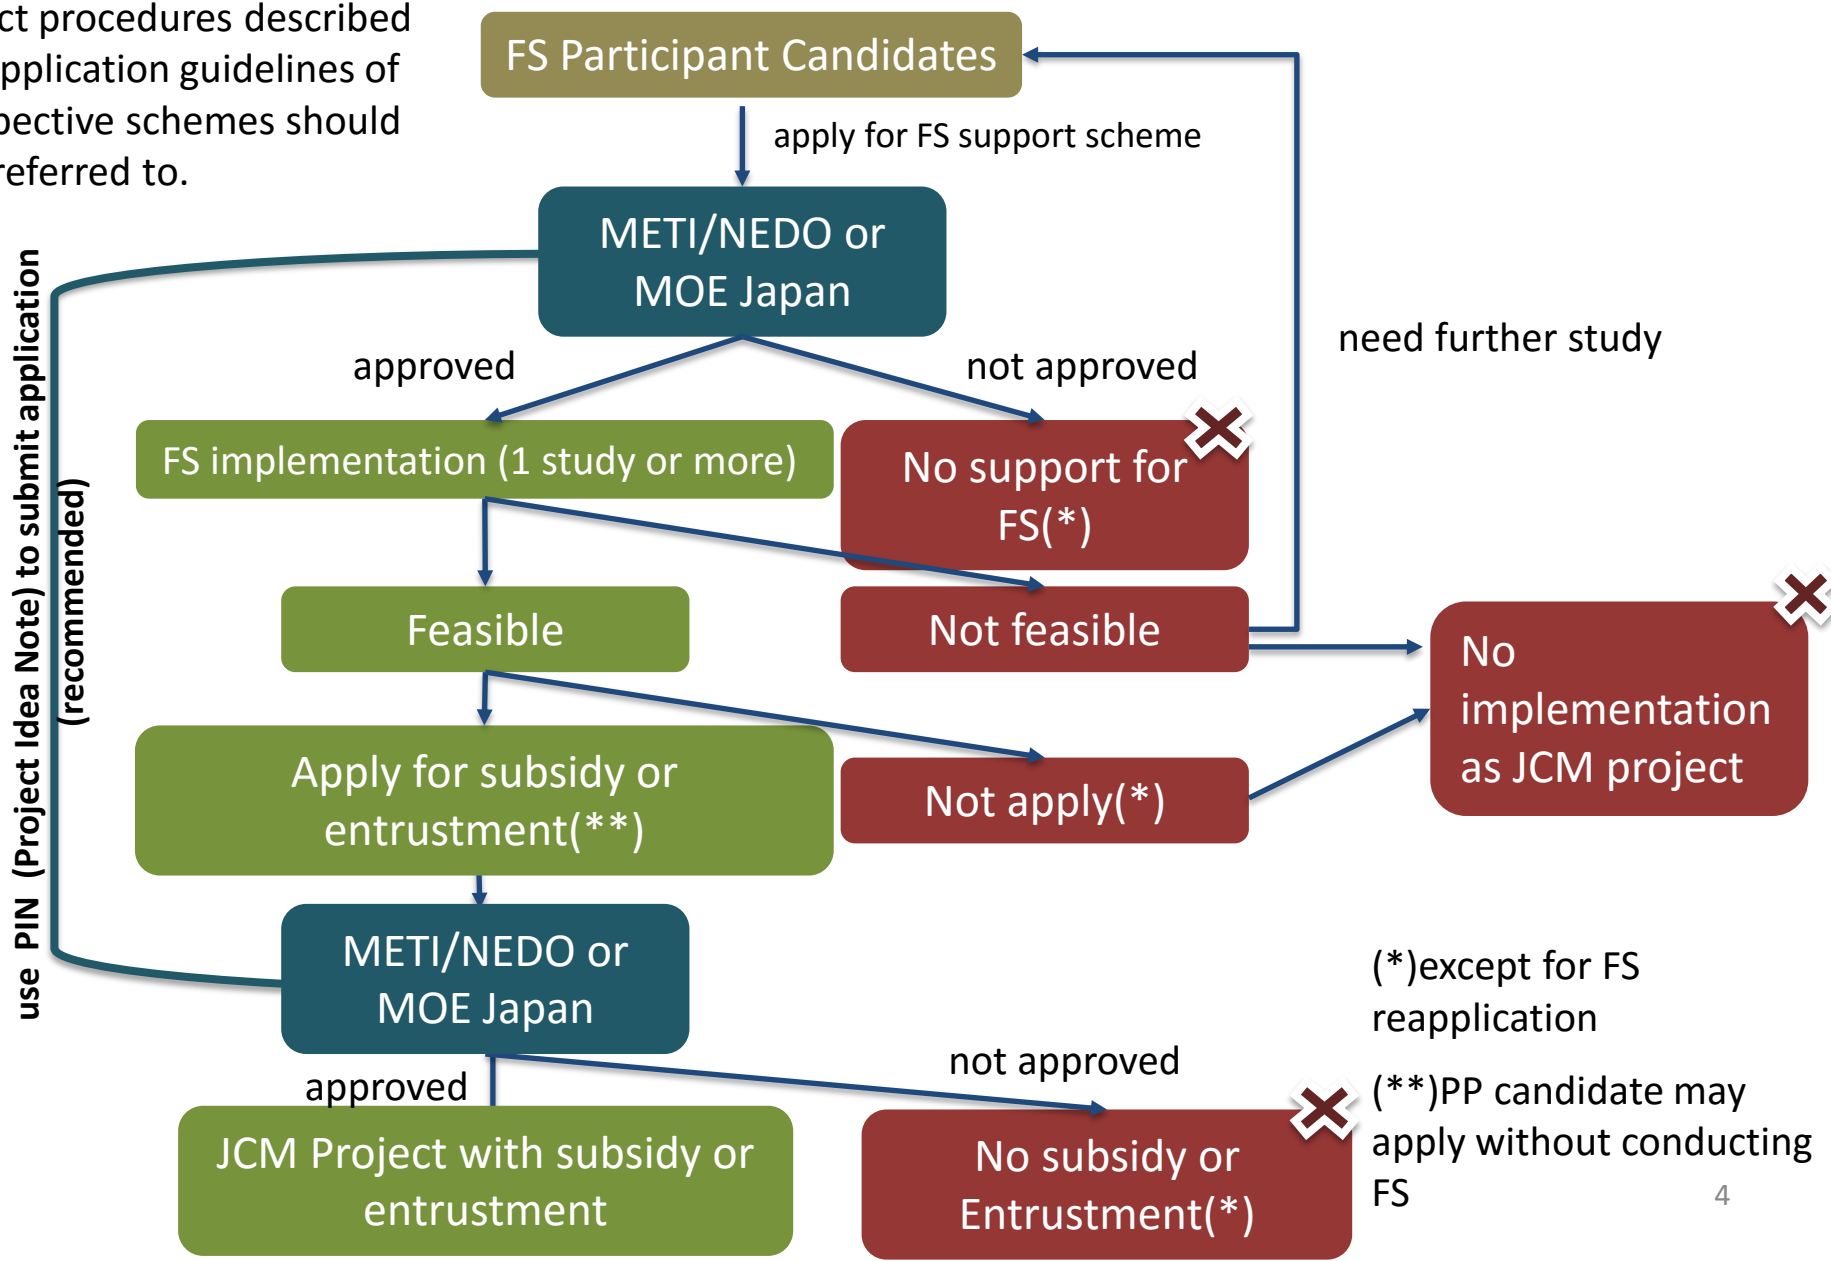 ct procedures described
pplication guidelines of
pective schemes should
referred to.
FS Participant Candidates
apply for FS support scheme
METI/NEDO or
MOE Japan
need further study
approved
not approved
use PIN (Project Idea Note) to submit application
(recommended)
FS implementation (1 study or more)
No support for
FS(*)
Feasible
Not feasible
No
implementation
as JCM project
Apply for subsidy or
entrustment(**)
Not apply(*)
METI/NEDO or
MOE Japan
(*)except for FS
reapplication
approved
not approved
(**)PP candidate may
apply without conducting
FS
JCM Project with subsidy or
entrustment
No subsidy or
Entrustment(*)
4